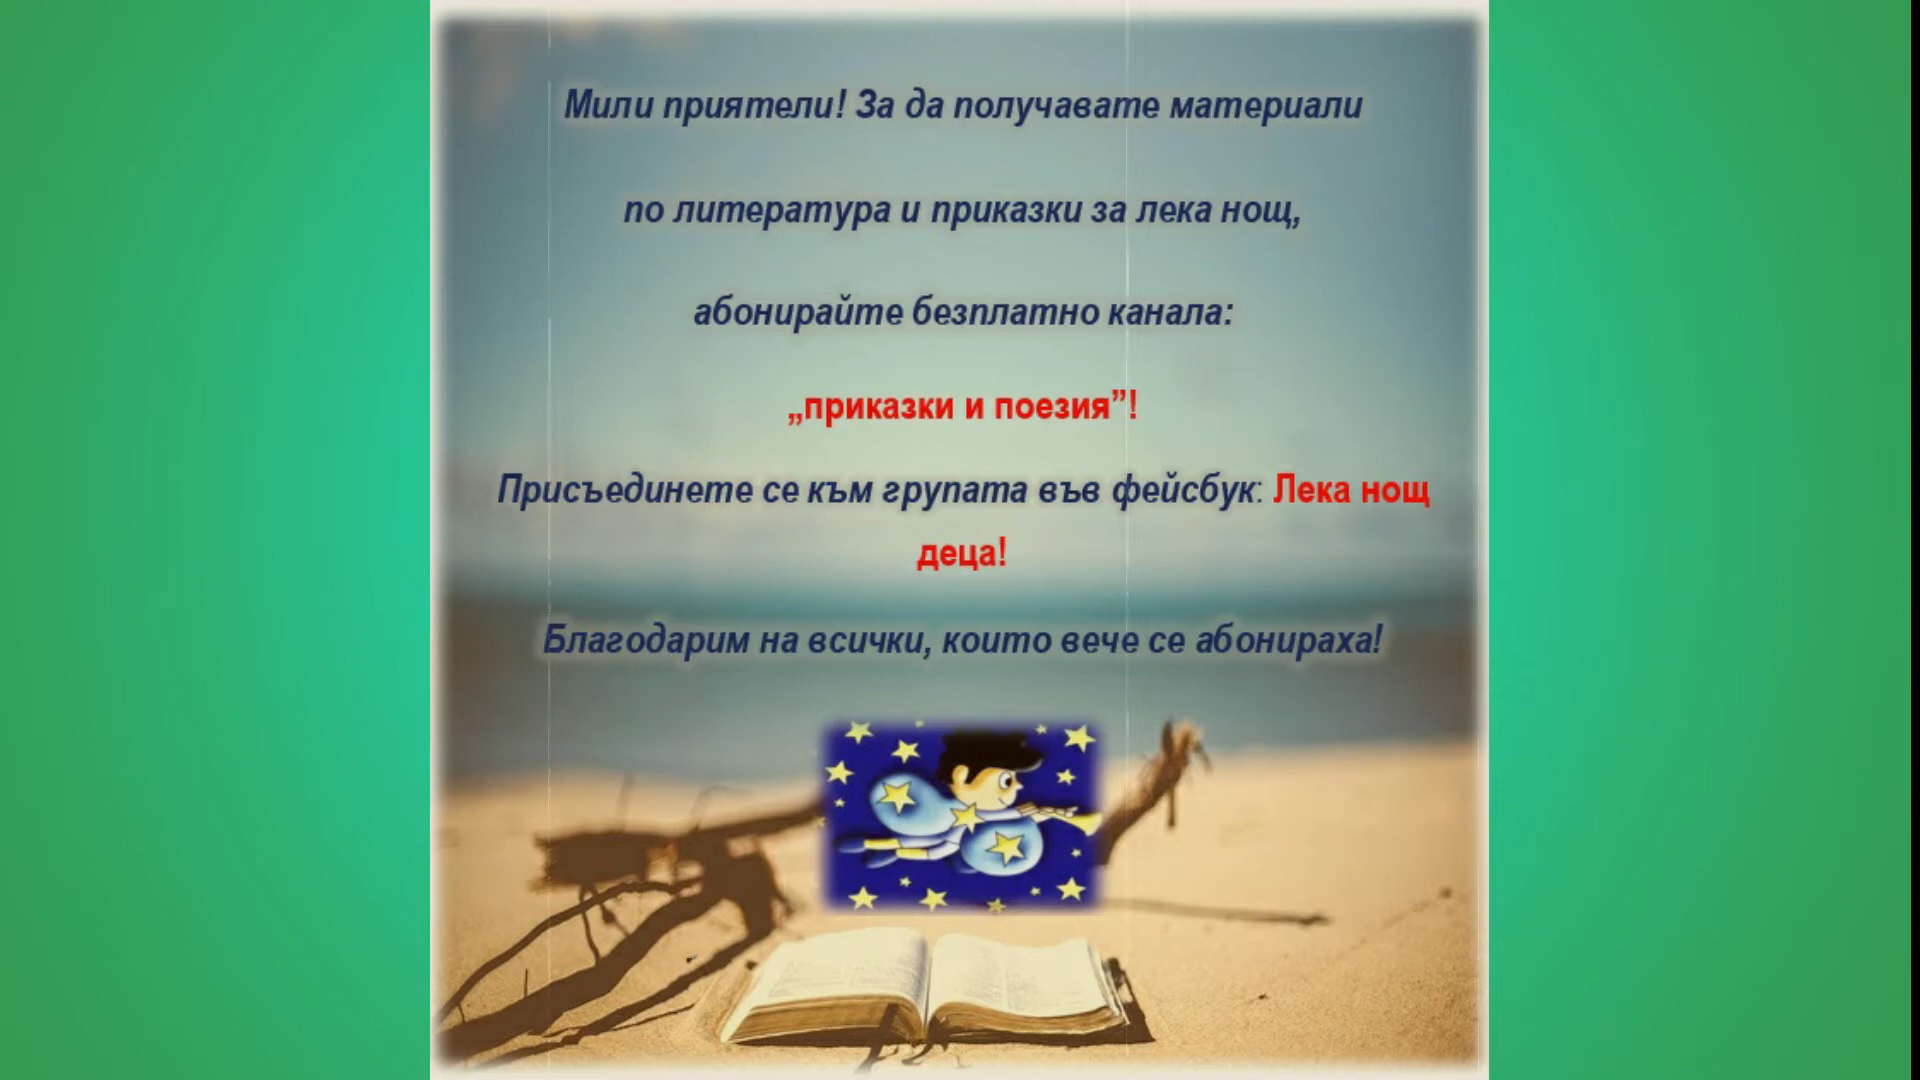 Мили приятели! За да получавате материали
по литература и приказки за лека нощ,
абонирайте безплатно канала:
„приказки и поезия”!
Присъединете се към групата във фейсбук: Лека нощ
деца!
Благодарим на всички, които вече се абонираха!